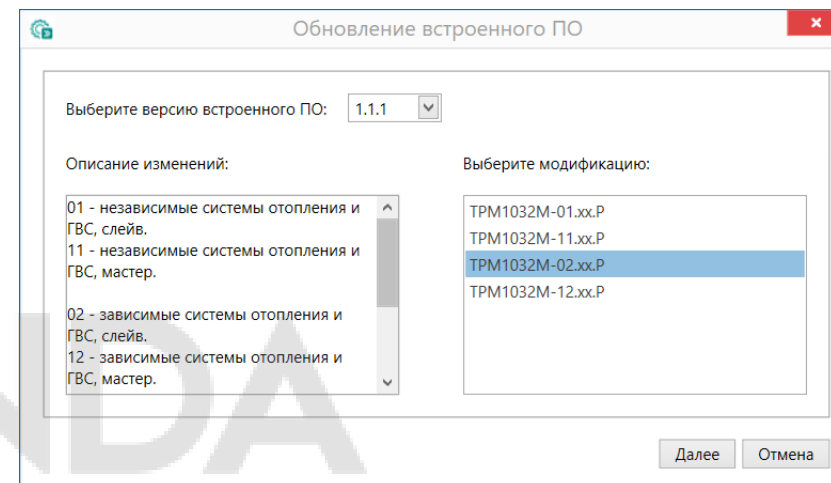 Обновление встроенного ПО
Выберите версию встроенного ПО: 1.1.1
Описание изменений:
01 - независимые системы отопления и
ГВС, слейв.
11 - независимые системы отопления и
ГВС, мастер.
02 - зависимые системы отопления и
ГВС, слейв.
12 - зависимые системы отопления и
ГВС, мастер.
Выберите модификацию:
ТРМ1032М-01.xx.Р
ТРМ1032М-11.xx.Р
ТРМ1032М-02.xx.Р
ТРМ1032М-12.xx.Р
Далее Отмена
NDA